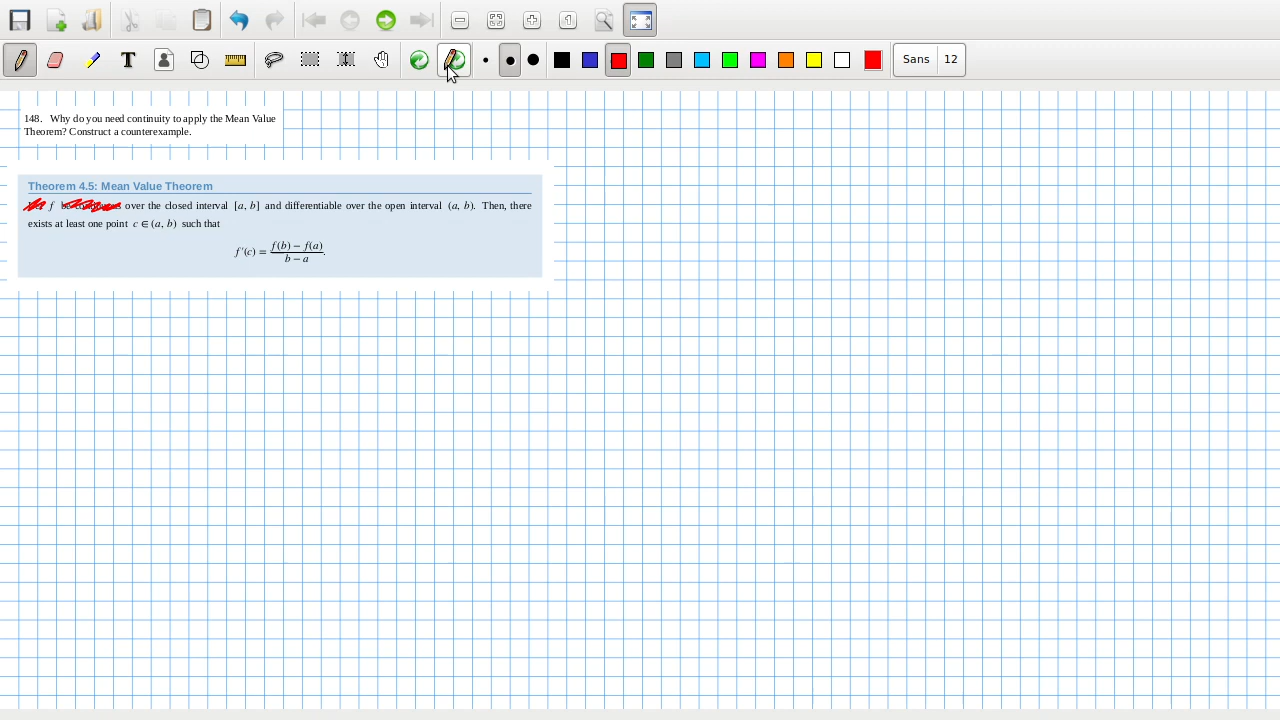 Sans 12
148. Why do you need continuity to apply the Mean Value
Theorem? Construct a counterexample.
Theorem 4.5: Mean Value Theorem
f over the closed interval [a, b] and differentiable over the open interval (a, b). Then, there
exists at least one point c ∈ (a, b) such that
f′(c) = f(b) − f(a) / b − a.